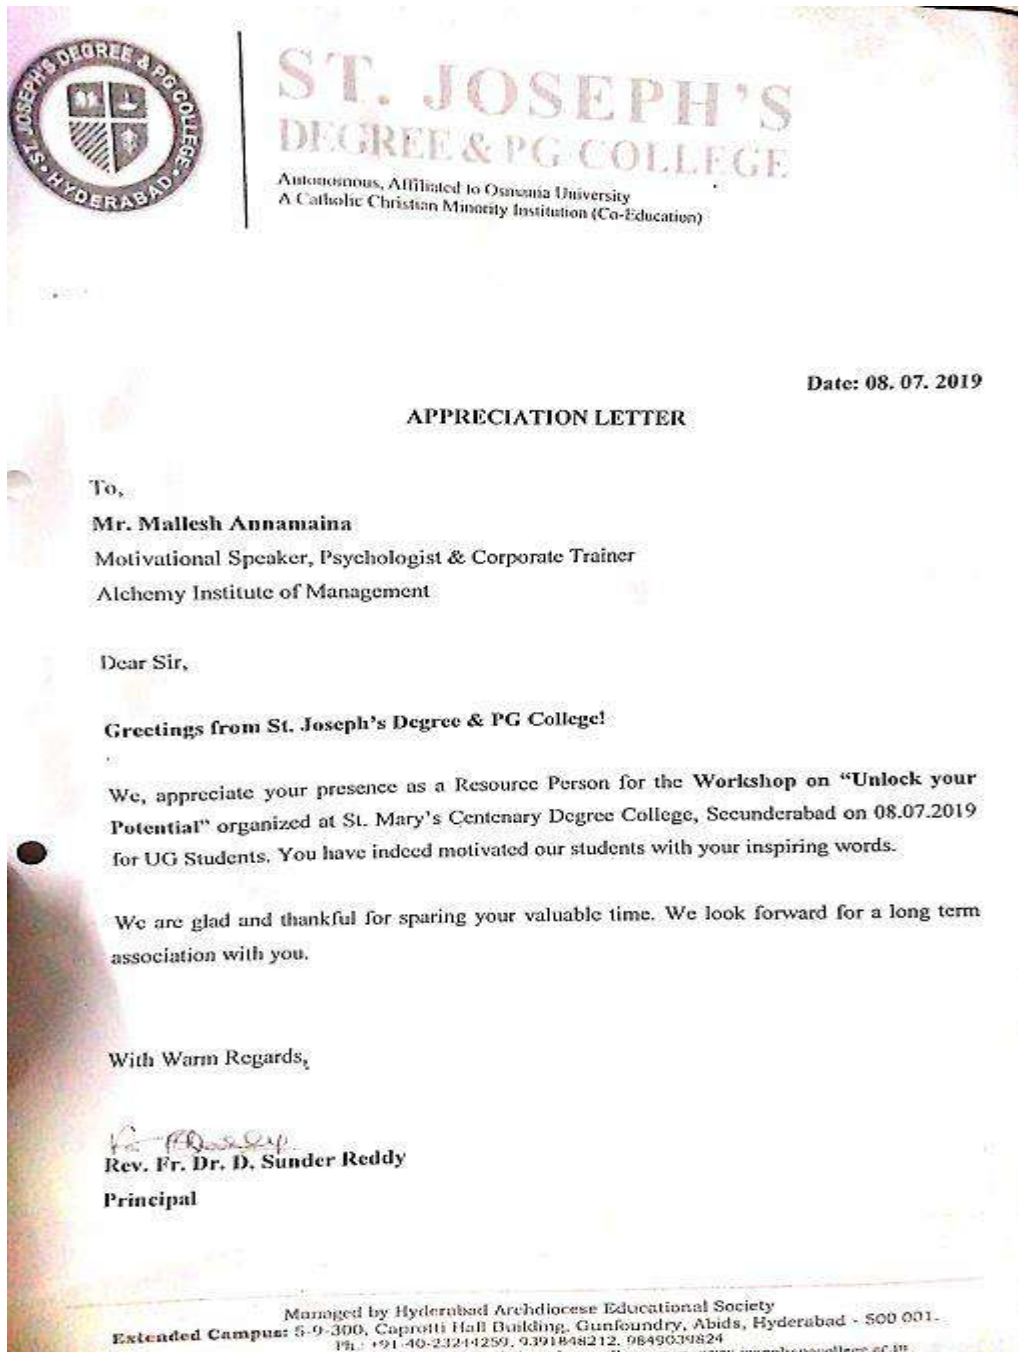 ST. JOSEPH'S DEGREE & PG COLLEGE
HYDERABAD
ST. JOSEPH'S
DEGREE & PG COLLEGE
Autonomous, Affiliated to Osmania University
A Catholic Christian Minority Institution (Co-Education)
Date: 08. 07. 2019
APPRECIATION LETTER
To,
Mr. Mallesh Annamaina
Motivational Speaker, Psychologist & Corporate Trainer
Alchemy Institute of Management
Dear Sir,
Greetings from St. Joseph's Degree & PG College!
We, appreciate your presence as a Resource Person for the Workshop on “Unlock your
Potential” organized at St. Mary's Centenary Degree College, Secunderabad on 08.07.2019
for UG Students. You have indeed motivated our students with your inspiring words.
We are glad and thankful for sparing your valuable time. We look forward for a long term
association with you.
With Warm Regards,
Rev. Fr. Dr. D. Sunder Reddy
Principal
Managed by Hyderabad Archdiocese Educational Society
Extended Campus: 5-9-300, Caprotti Hall Building, Gunfoundry, Abids, Hyderabad - 500 001.
Ph.: +91-40-23244259, 9391848212, 9849039824